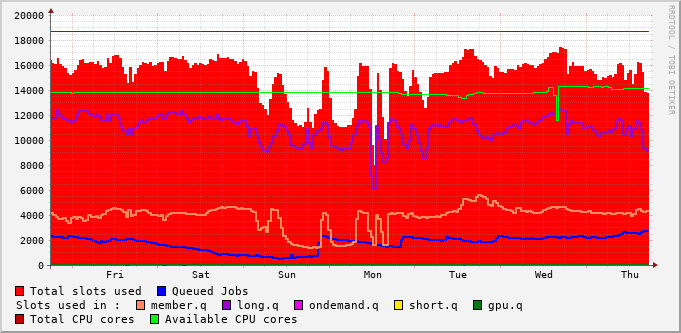 20000
18000
16000
14000
12000
10000
8000
6000
4000
2000
0
Fri Sat Sun Mon Tue Wed Thu
RRDTOOL / TOBI OETIKER
Total slots used Queued Jobs
Slots used in : member.q long.q ondemand.q short.q gpu.q
Total CPU cores Available CPU cores